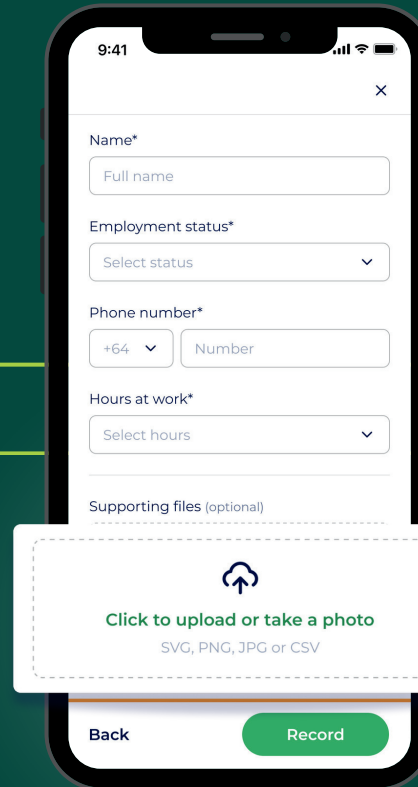 9:41
Name*
Full name
Employment status*
Select status
Phone number*
+64 Number
Hours at work*
Select hours
Supporting files (optional)
Click to upload or take a photo
SVG, PNG, JPG or CSV
Back Record